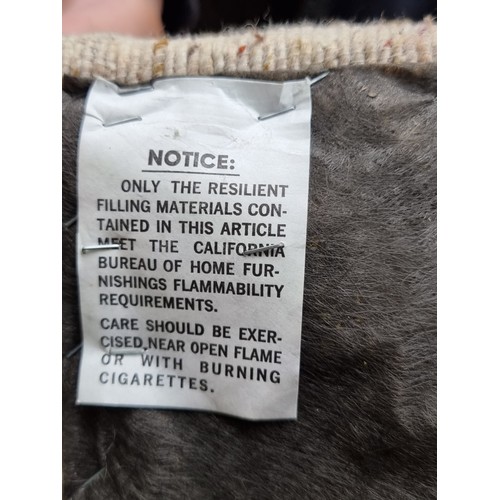 NOTICE:
ONLY THE RESILIENT
FILLING MATERIALS CON-
TAINED IN THIS ARTICLE
MEET THE CALIFORNIA
BUREAU OF HOME FUR-
NISHINGS FLAMMABILITY
REQUIREMENTS.
CARE SHOULD BE EXER-
CISED NEAR OPEN FLAME
OR WITH BURNING
CIGARETTES.